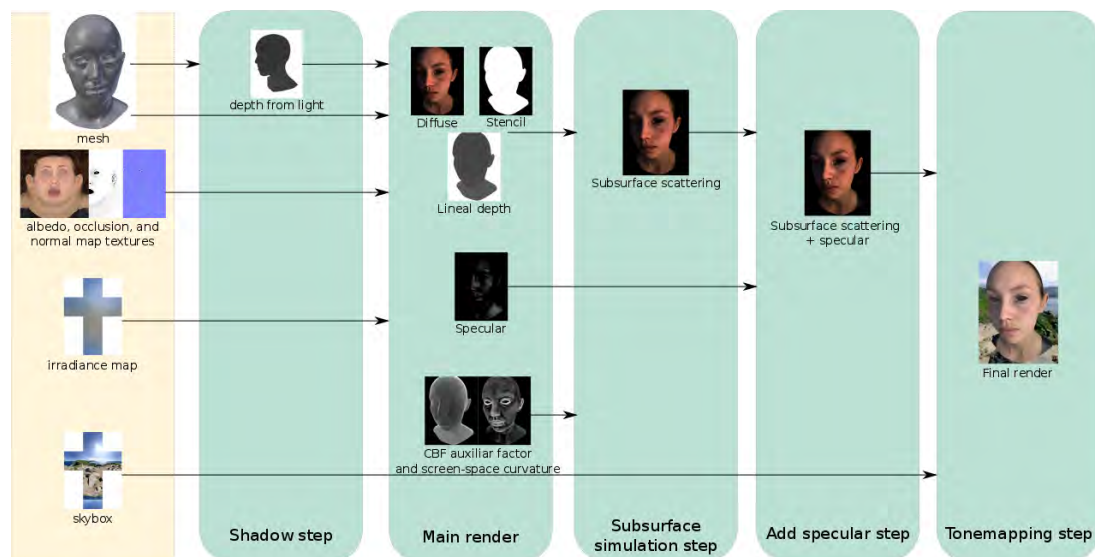 mesh
albedo, occlusion, and
normal map textures
irradiance map
skybox
depth from light
Shadow step
Diffuse
Stencil
Lineal depth
Specular
CBF auxiliar factor
and screen-space curvature
Main render
Subsurface scattering
Subsurface
simulation step
Subsurface scattering
+ specular
Add specular step
Final render
Tonemapping step